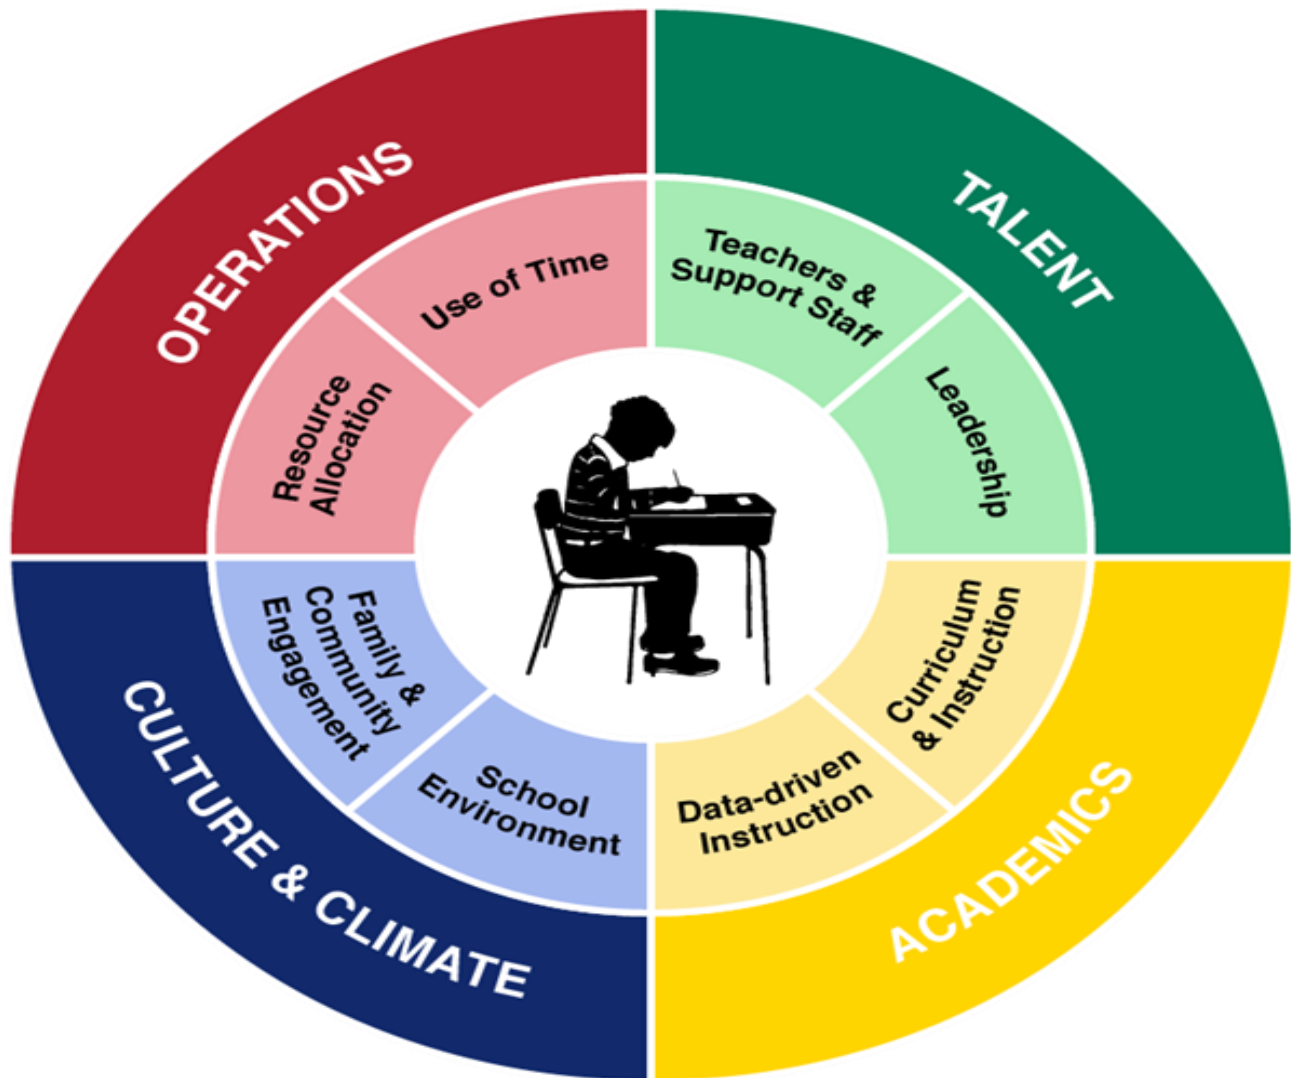 OPERATIONS
TALENT
Use of Time
Teachers &
Support Staff
Resource
Allocation
Leadership
Family &
Community
Engagement
Curriculum
& Instruction
School
Environment
Data-driven
Instruction
CULTURE & CLIMATE
ACADEMICS